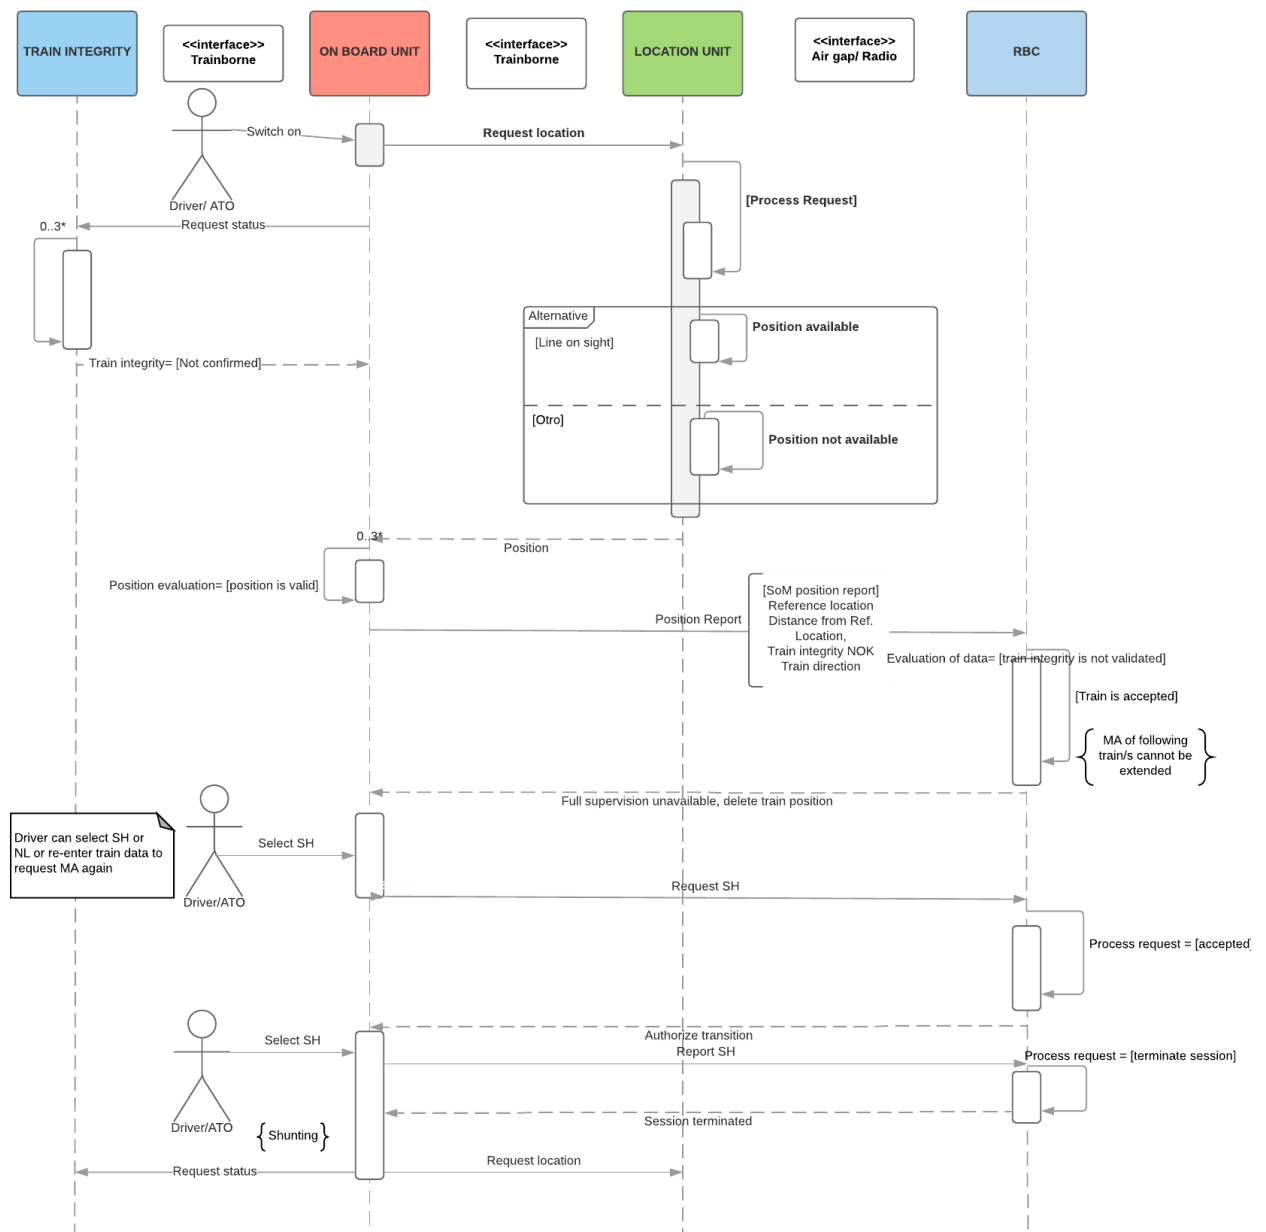 TRAIN INTEGRITY
<<interface>>
Trainborne
ON BOARD UNIT
<<interface>>
Trainborne
LOCATION UNIT
<<interface>>
Air gap/ Radio
RBC
Switch on
Request location
Driver/ ATO
[Process Request]
Request status
0..3*
Alternative
Position available
[Line on sight]
Train integrity= [Not confirmed]
[Otro]
Position not available
0..3*
Position
Position evaluation= [position is valid]
[SoM position report]
Reference location
Distance from Ref.
Location,
Train integrity NOK
Train direction
Position Report
Evaluation of data= [train integrity is not validated]
[Train is accepted]
MA of following
train/s cannot be
extended
Full supervision unavailable, delete train position
Driver can select SH or
NL or re-enter train data to
request MA again
Select SH
Driver/ATO
Request SH
Process request = [accepted]
Authorize transition
Select SH
Report SH
Process request = [terminate session]
Driver/ATO
Session terminated
Shunting
Request status
Request location